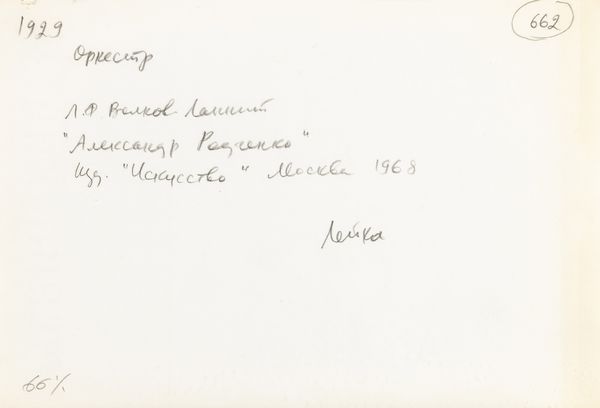 1929
662
Оркестр
Л.Ф Волков-Ланнит
"Александр Родченко"
Изд. "Искусство" Москва 1968
Лейка
66%